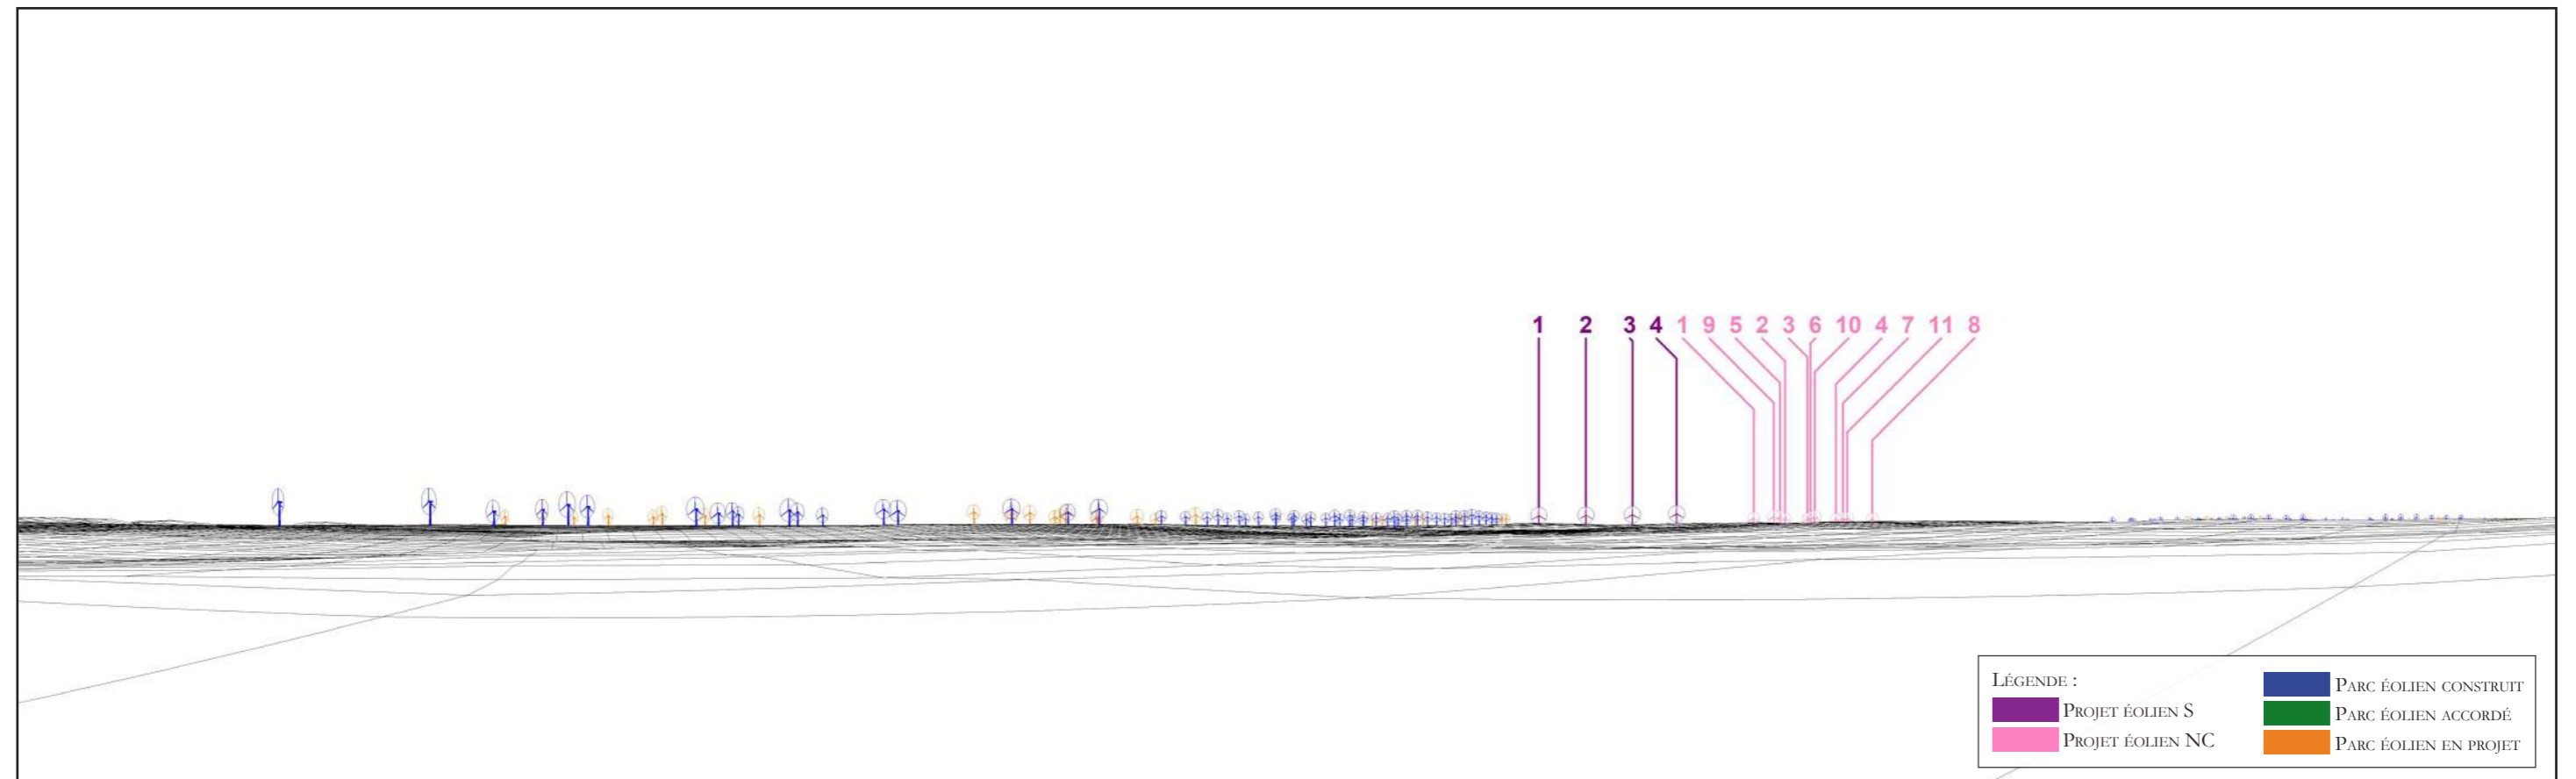 1 2 3 4 1 9 5 2 3 6 10 4 7 11 8
LÉGENDE :
PROJET ÉOLIEN S
PROJET ÉOLIEN NC
PARC ÉOLIEN CONSTRUIT
PARC ÉOLIEN ACCORDÉ
PARC ÉOLIEN EN PROJET